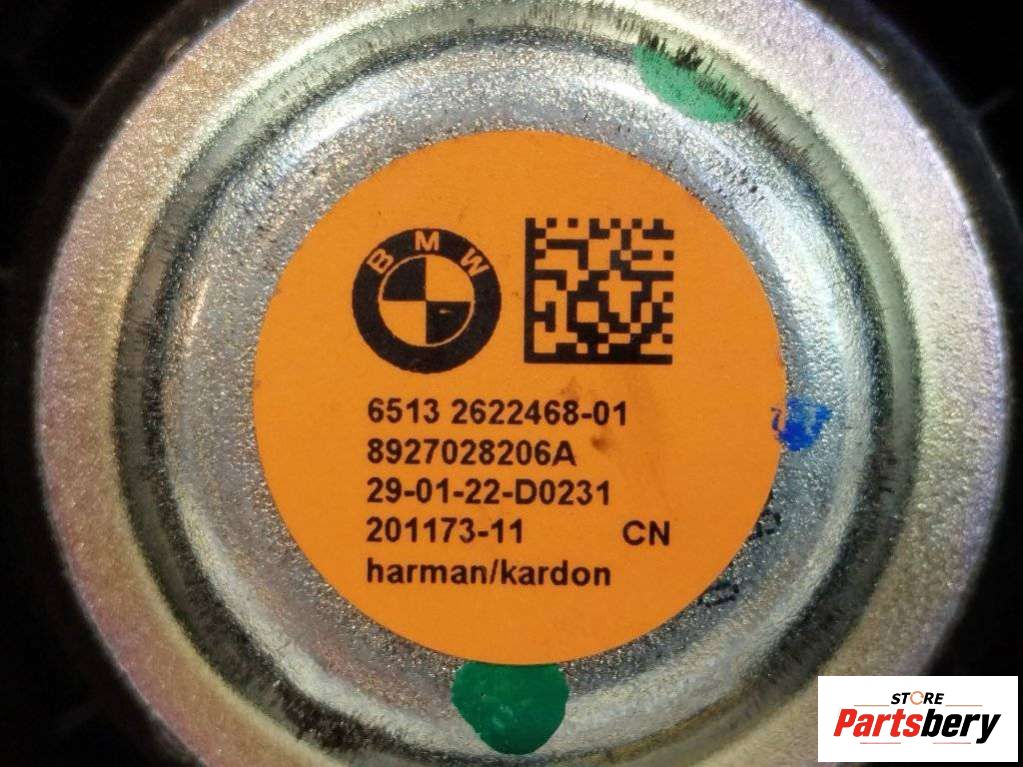 BMW
6513 2622468-01
8927028206A
29-01-22-D0231
201173-11 CN
harman/kardon
STORE
Partsbery